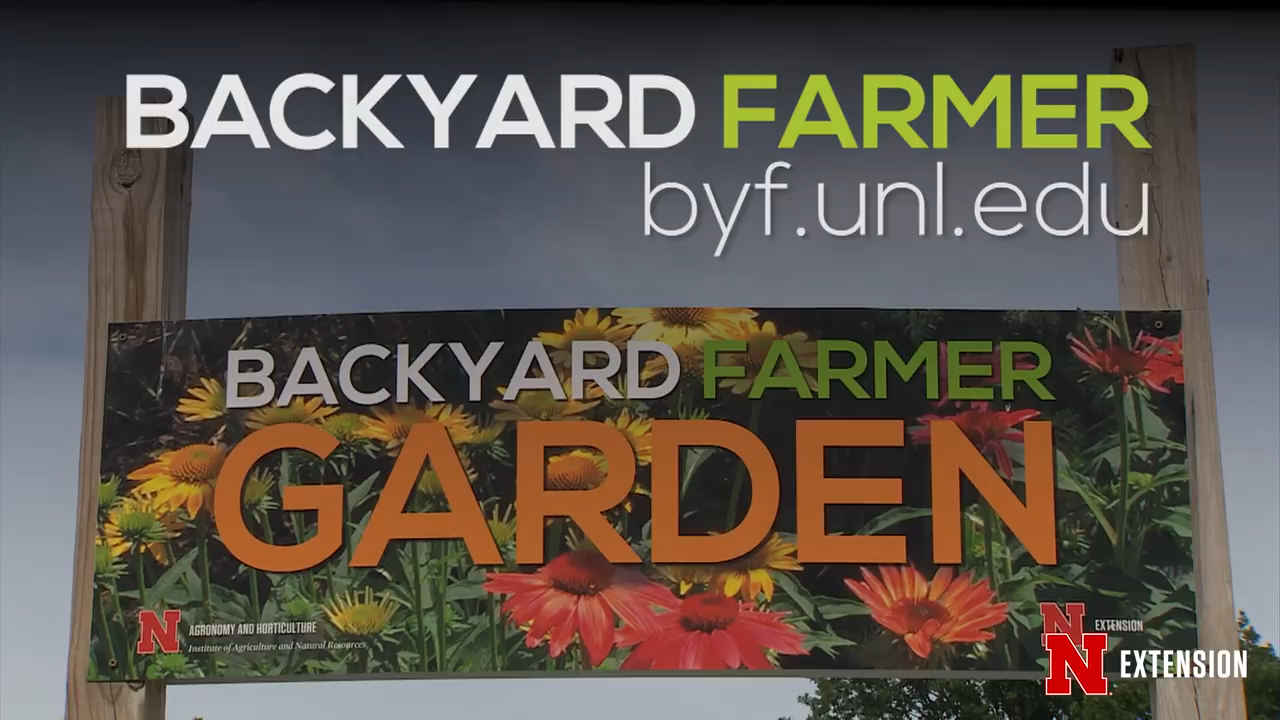 BACKYARD FARMER
byf.unl.edu
BACKYARD FARMER
GARDEN
N AGRONOMY AND HORTICULTURE
Institute of Agriculture and Natural Resources
N EXTENSION
N EXTENSION